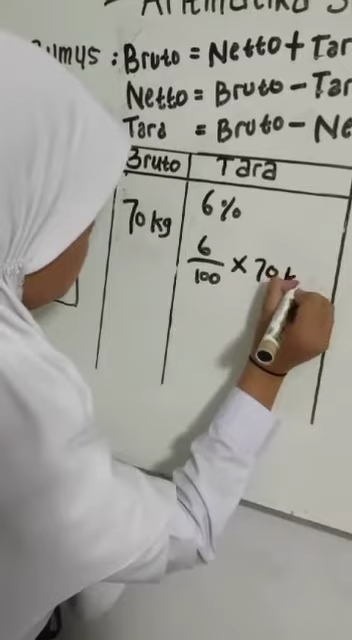 : Bruto = Netto + Tar
Netto = Bruto - Tar
Tara = Bruto - Ne
Bruto Tara
70 kg 6%
6/100 × 70 k